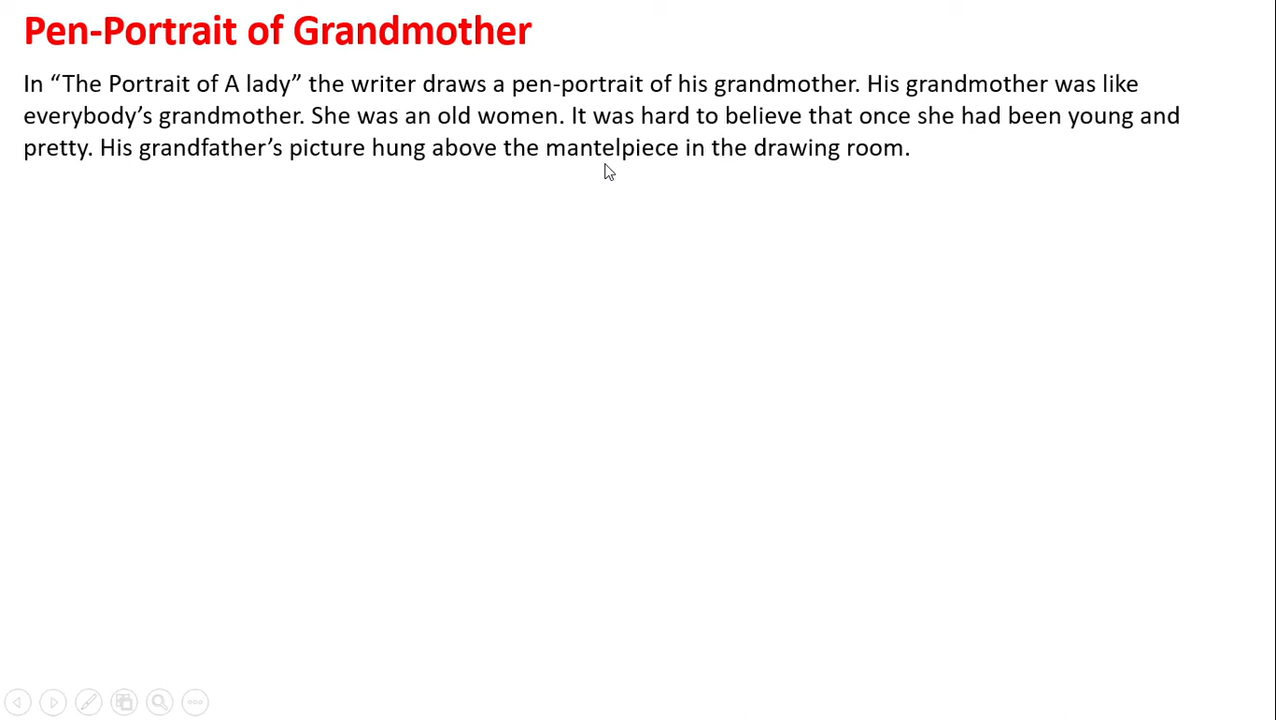 Pen-Portrait of Grandmother
In “The Portrait of A lady” the writer draws a pen-portrait of his grandmother. His grandmother was like
everybody’s grandmother. She was an old women. It was hard to believe that once she had been young and
pretty. His grandfather’s picture hung above the mantelpiece in the drawing room.